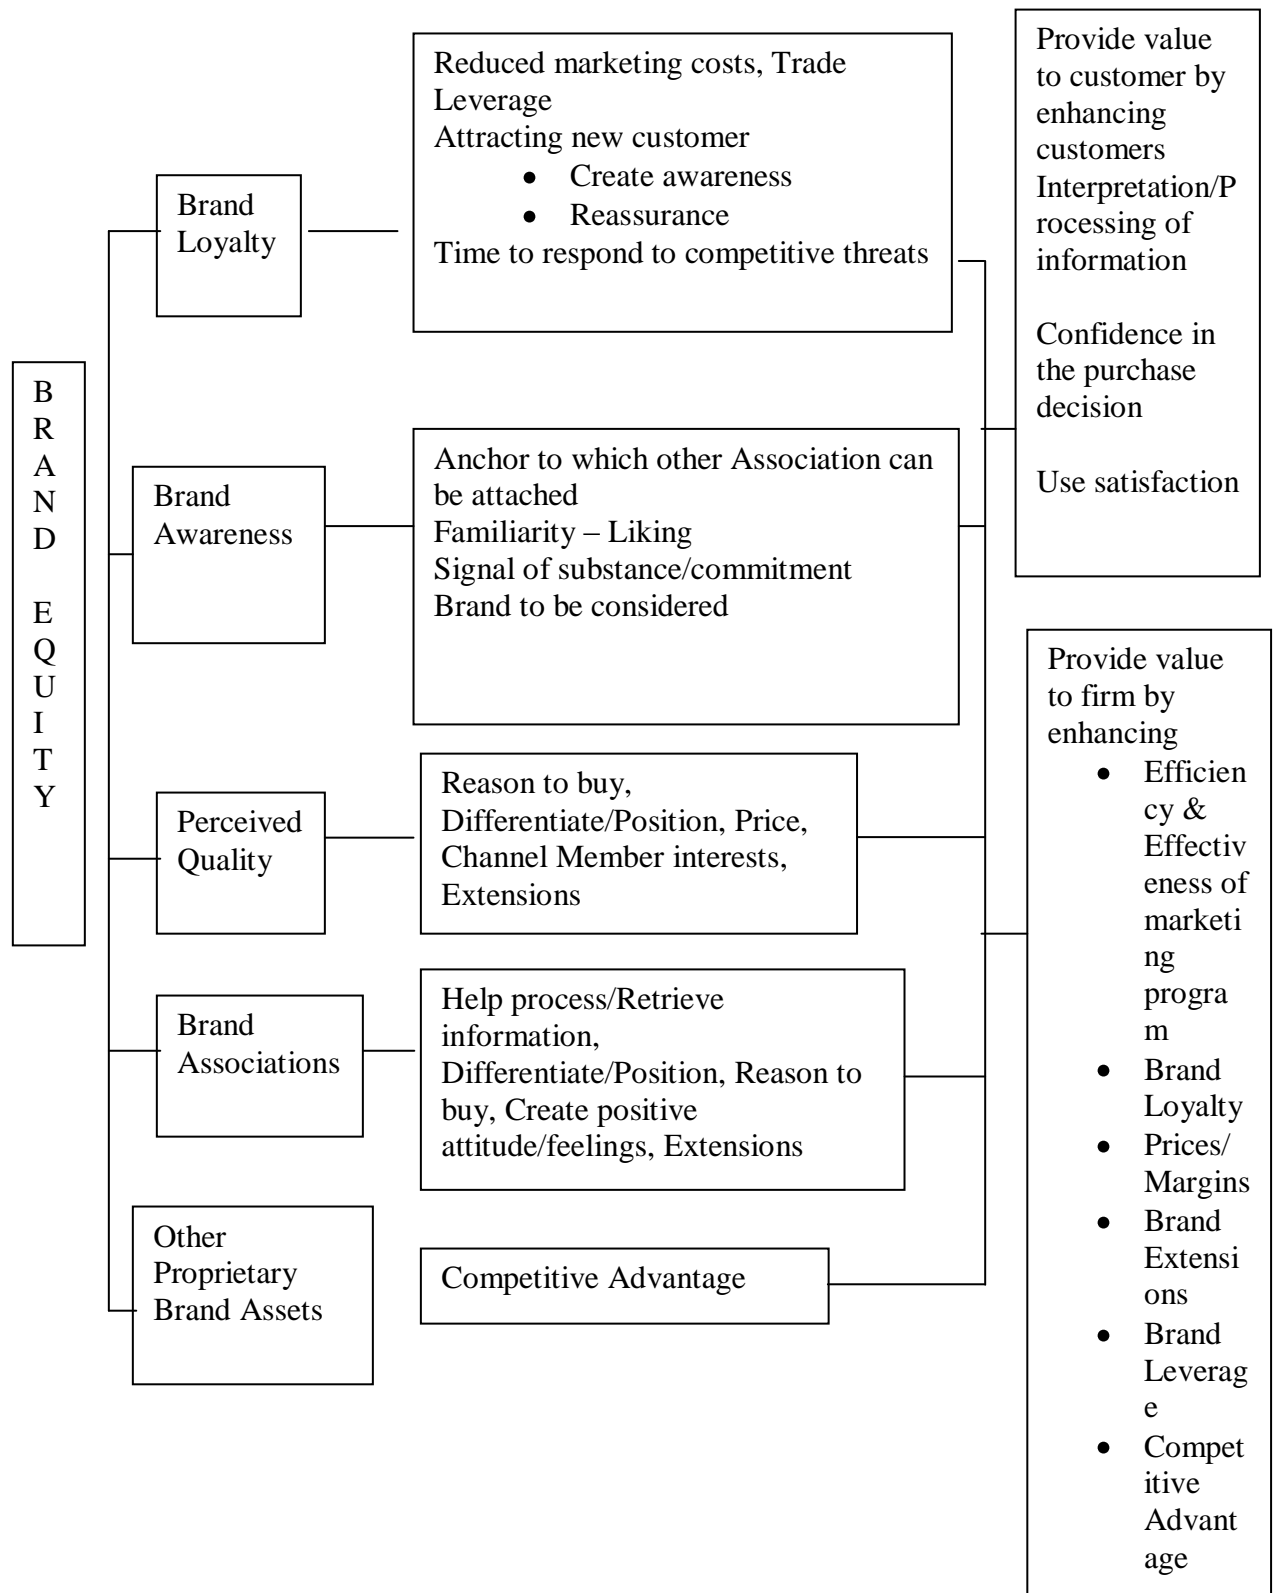 B
R
A
N
D
E
Q
U
I
T
Y
Brand
Loyalty
Reduced marketing costs, Trade
Leverage
Attracting new customer
• Create awareness
• Reassurance
Time to respond to competitive threats
Brand
Awareness
Anchor to which other Association can
be attached
Familiarity – Liking
Signal of substance/commitment
Brand to be considered
Perceived
Quality
Reason to buy,
Differentiate/Position, Price,
Channel Member interests,
Extensions
Brand
Associations
Help process/Retrieve
information,
Differentiate/Position, Reason to
buy, Create positive
attitude/feelings, Extensions
Other
Proprietary
Brand Assets
Competitive Advantage
Provide value
to customer by
enhancing
customers
Interpretation/P
rocessing of
information
Confidence in
the purchase
decision
Use satisfaction
Provide value
to firm by
enhancing
• Efficien
cy &
Effectiv
eness of
marketi
ng
progra
m
• Brand
Loyalty
• Prices/
Margins
• Brand
Extensi
ons
• Brand
Leverag
e
• Compet
itive
Advant
age